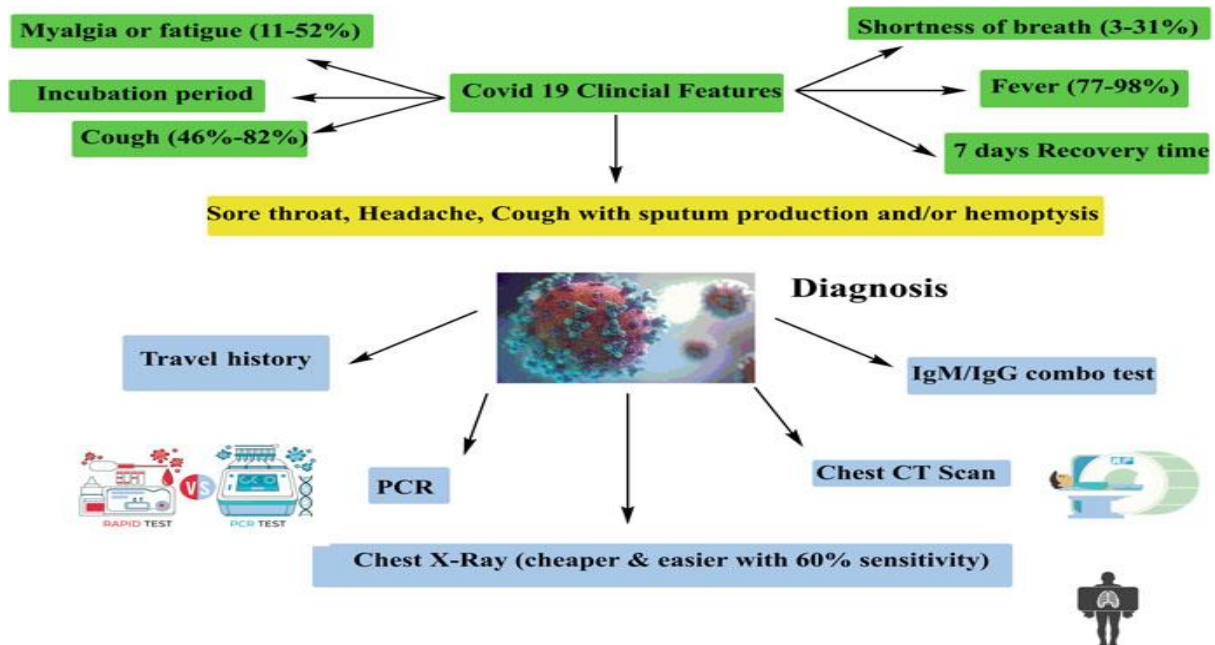 Myalgia or fatigue (11-52%)
Shortness of breath (3-31%)
Incubation period
Covid 19 Clincial Features
Fever (77-98%)
Cough (46%-82%)
7 days Recovery time
Sore throat, Headache, Cough with sputum production and/or hemoptysis
Diagnosis
Travel history
IgM/IgG combo test
VS
RAPID TEST
PCR TEST
PCR
Chest CT Scan
Chest X-Ray (cheaper & easier with 60% sensitivity)